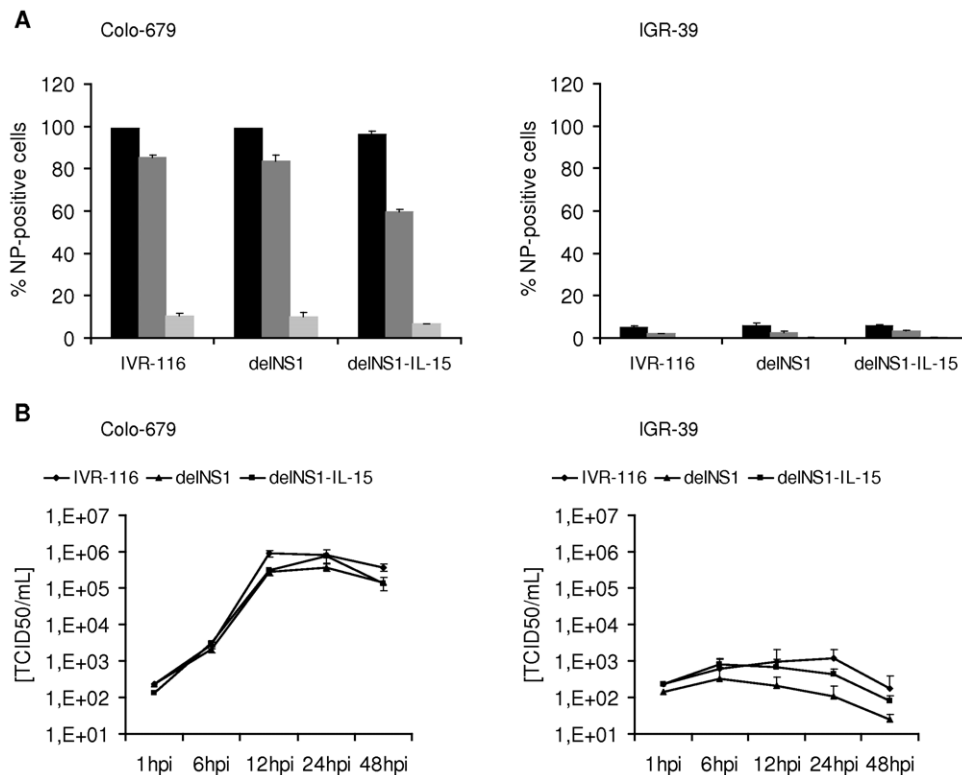 A
Colo-679
IGR-39
% NP-positive cells
120
100
80
60
40
20
0
IVR-116 delNS1 delNS1-IL-15
% NP-positive cells
120
100
80
60
40
20
0
IVR-116 delNS1 delNS1-IL-15
B
Colo-679
IGR-39
IVR-116 delNS1 delNS1-IL-15
[TCID50/mL]
1,E+07
1,E+06
1,E+05
1,E+04
1,E+03
1,E+02
1,E+01
1hpi 6hpi 12hpi 24hpi 48hpi
IVR-116 delNS1 delNS1-IL-15
[TCID50/mL]
1,E+07
1,E+06
1,E+05
1,E+04
1,E+03
1,E+02
1,E+01
1hpi 6hpi 12hpi 24hpi 48hpi